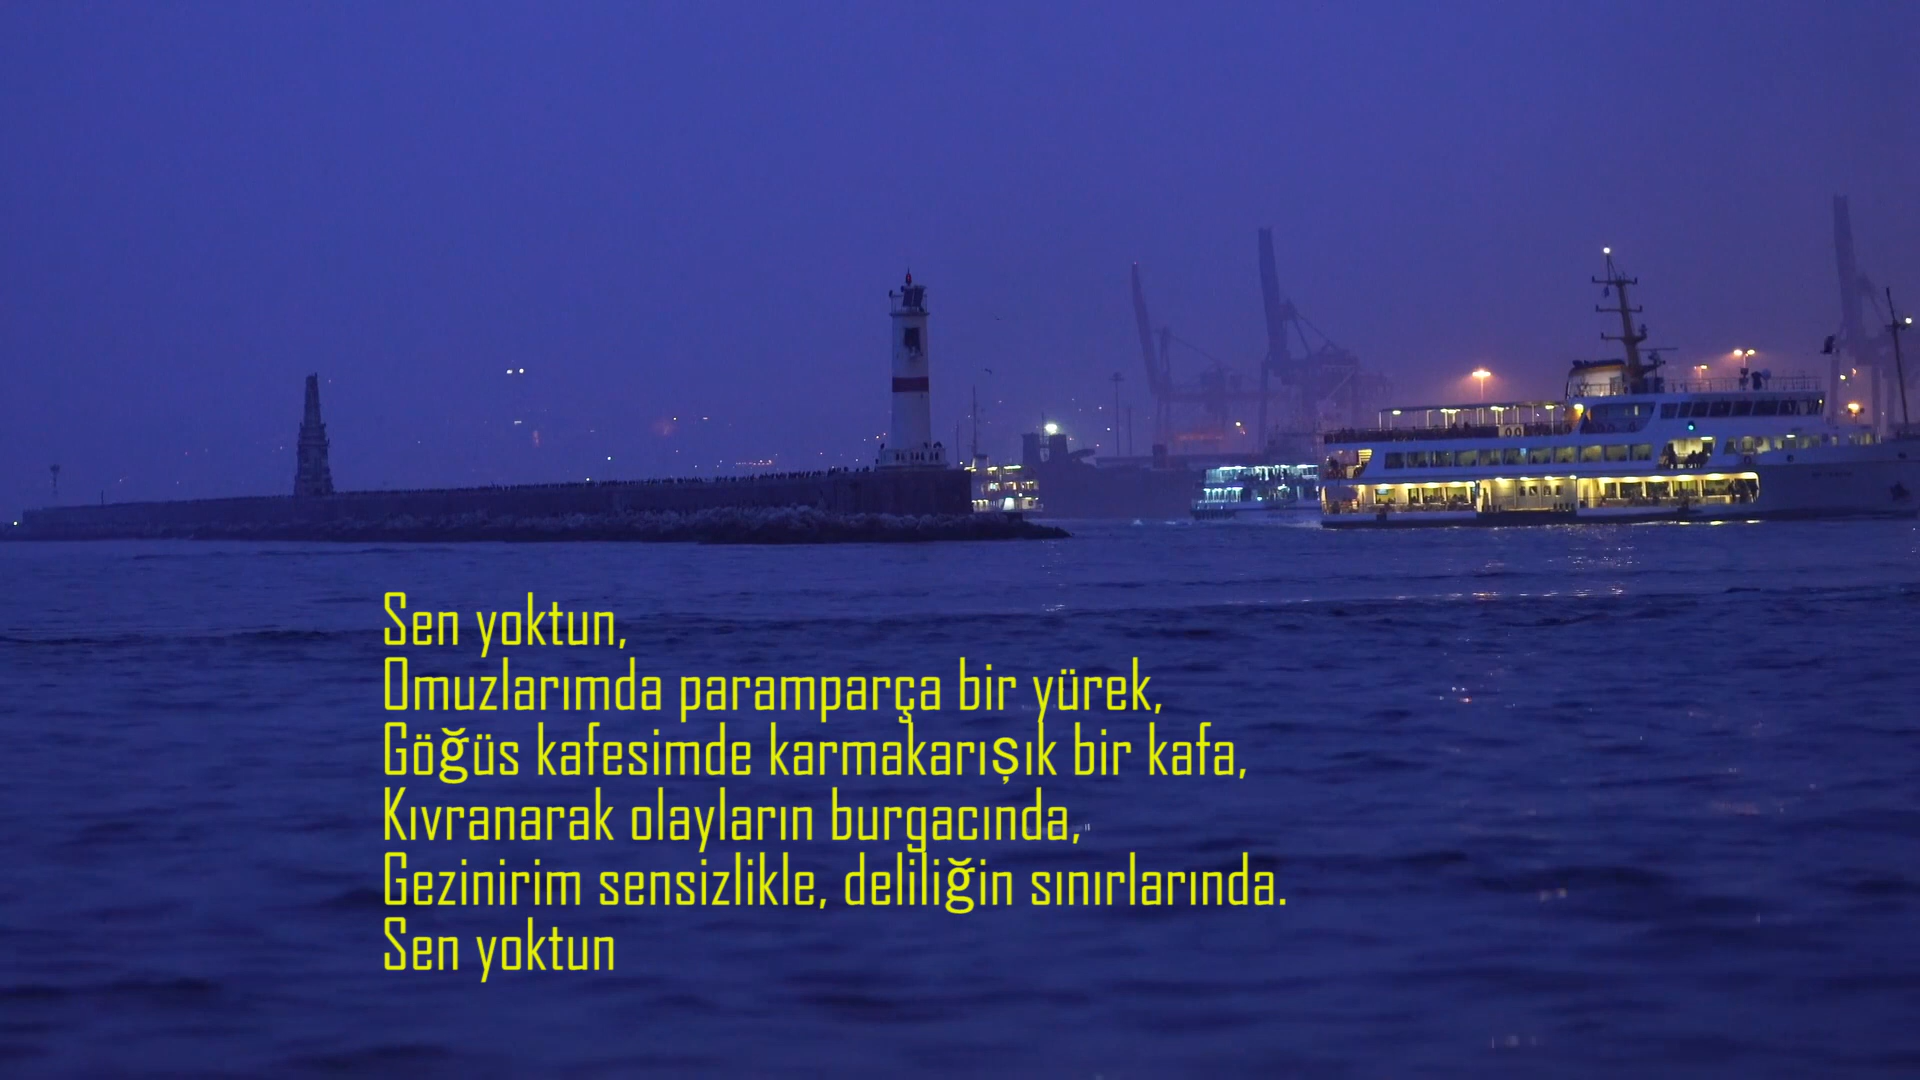 Sen yoktun,
Omuzlarımda paramparça bir yürek,
Göğüs kafesimde karmakarışık bir kafa,
Kıvranarak olayların burgacında,
Gezinirim sensizlikle, deliliğin sınırlarında.
Sen yoktun